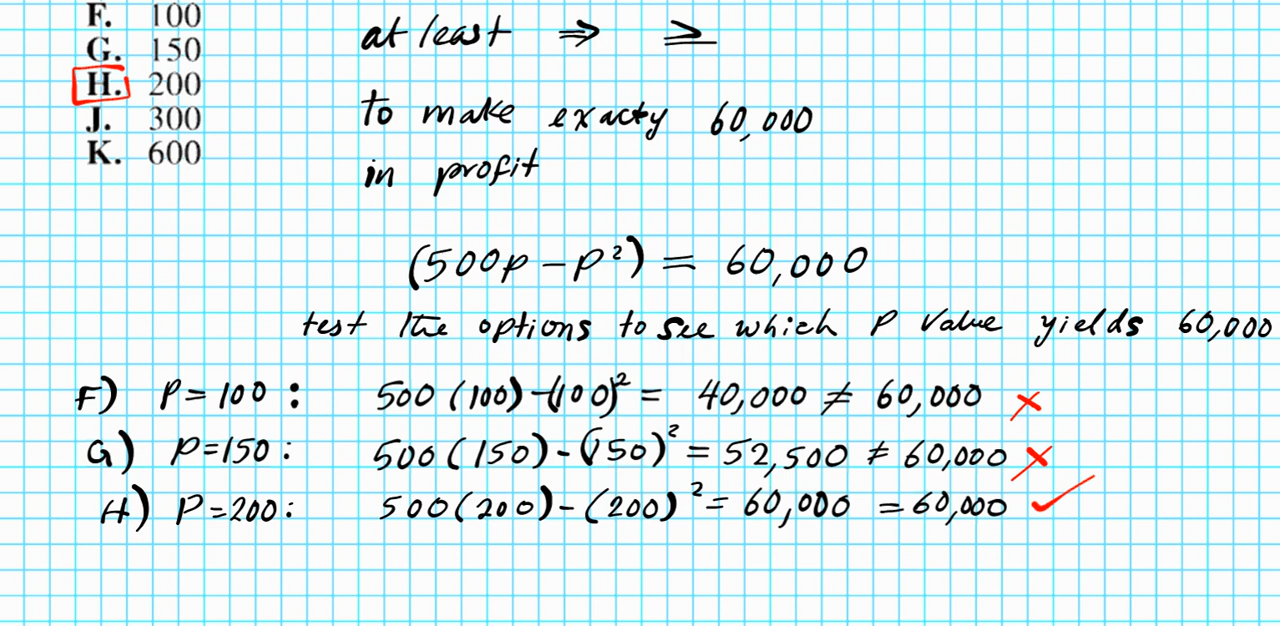 F. 100
G. 150
H. 200
J. 300
K. 600
at least ⇒ ≥
to make exacty 60,000
in profit
(500p - p²) = 60,000
test the options to see which P value yields 60,000
F) P = 100 : 500 (100) - (100)² = 40,000 ≠ 60,000 ×
G) P = 150 : 500 (150) - (150)² = 52,500 ≠ 60,000 ×
H) P = 200 : 500 (200) - (200)² = 60,000 = 60,000 ✓